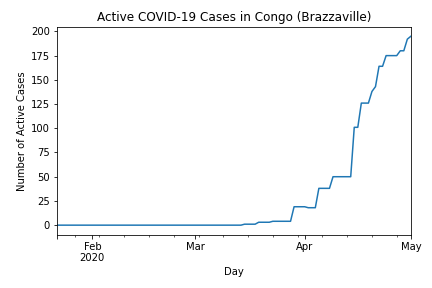 Active COVID-19 Cases in Congo (Brazzaville)
200
175
150
125
100
75
50
25
0
Number of Active Cases
Feb
2020
Mar
Apr
May
Day